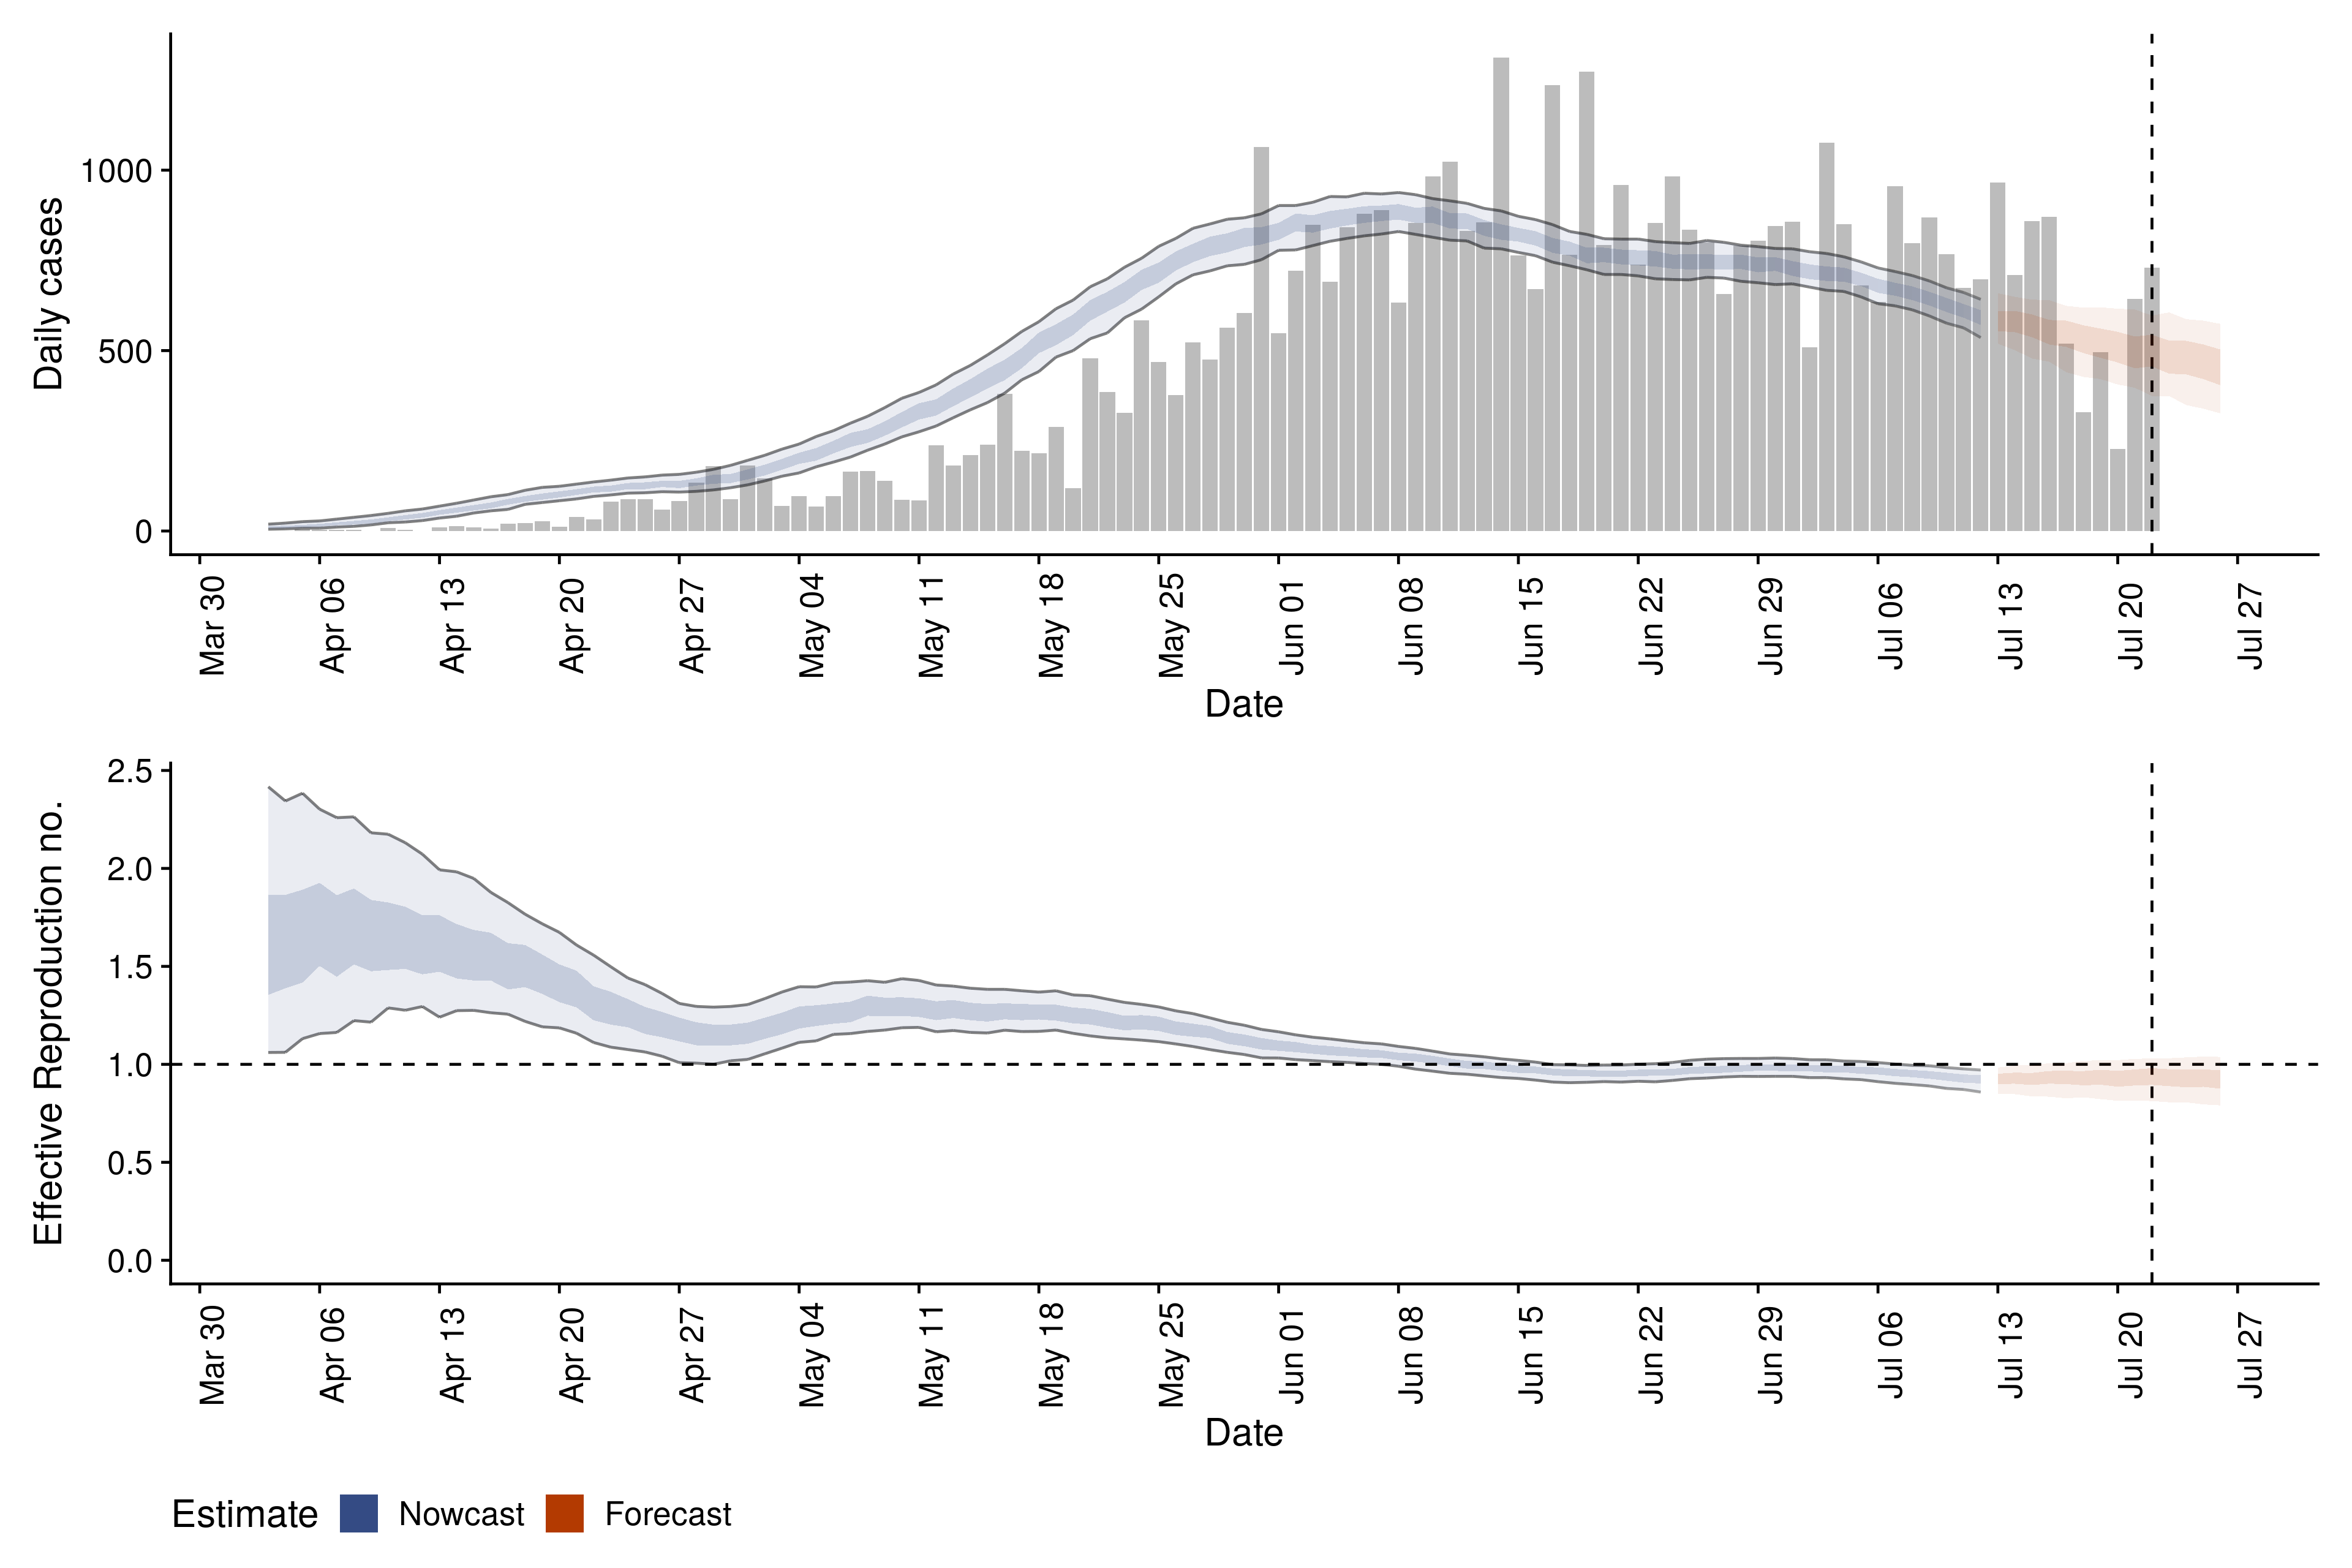 Daily cases
1000
500
0
Mar 30 Apr 06 Apr 13 Apr 20 Apr 27 May 04 May 11 May 18 May 25 Jun 01 Jun 08 Jun 15 Jun 22 Jun 29 Jul 06 Jul 13 Jul 20 Jul 27
Date
Effective Reproduction no.
2.5
2.0
1.5
1.0
0.5
0.0
Mar 30 Apr 06 Apr 13 Apr 20 Apr 27 May 04 May 11 May 18 May 25 Jun 01 Jun 08 Jun 15 Jun 22 Jun 29 Jul 06 Jul 13 Jul 20 Jul 27
Date
Estimate Nowcast Forecast